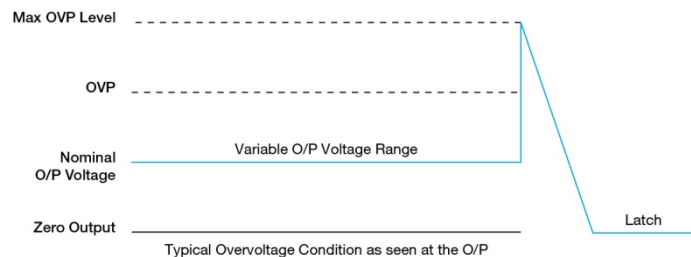 Max OVP Level
OVP
Variable O/P Voltage Range
Nominal
O/P Voltage
Zero Output
Latch
Typical Overvoltage Condition as seen at the O/P